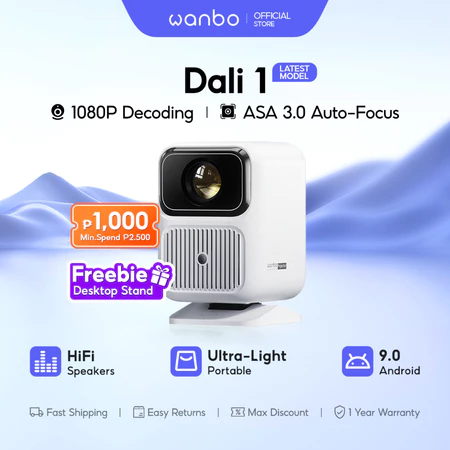 wanbo OFFICIAL STORE
Dali 1 LATEST MODEL
1080P Decoding | ASA 3.0 Auto-Focus
₱1,000
Min.Spend ₱2.500
Freebie
Desktop Stand
HiFi
Speakers
Ultra-Light
Portable
9.0
Android
Fast Shipping | Easy Returns | Max Discount | 1 Year Warranty